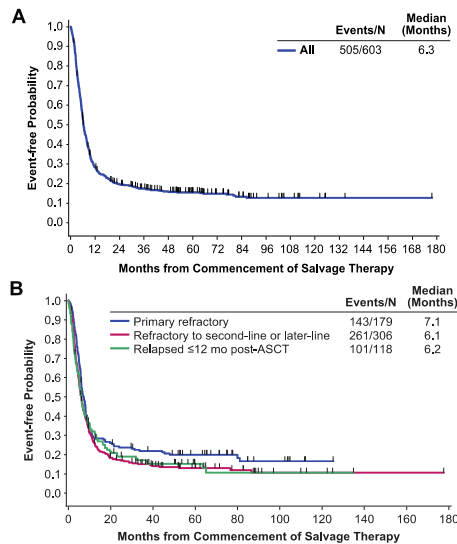 A
Events/N Median (Months)
All 505/603 6.3
Event-free Probability
1.0
0.9
0.8
0.7
0.6
0.5
0.4
0.3
0.2
0.1
0.0
0 12 24 36 48 60 72 84 96 108 120 132 144 156 168 180
Months from Commencement of Salvage Therapy
B
Events/N Median (Months)
Primary refractory 143/179 7.1
Refractory to second-line or later-line 261/306 6.1
Relapsed ≤12 mo post-ASCT 101/118 6.2
Event-free Probability
1.0
0.9
0.8
0.7
0.6
0.5
0.4
0.3
0.2
0.1
0.0
0 20 40 60 80 100 120 140 160 180
Months from Commencement of Salvage Therapy